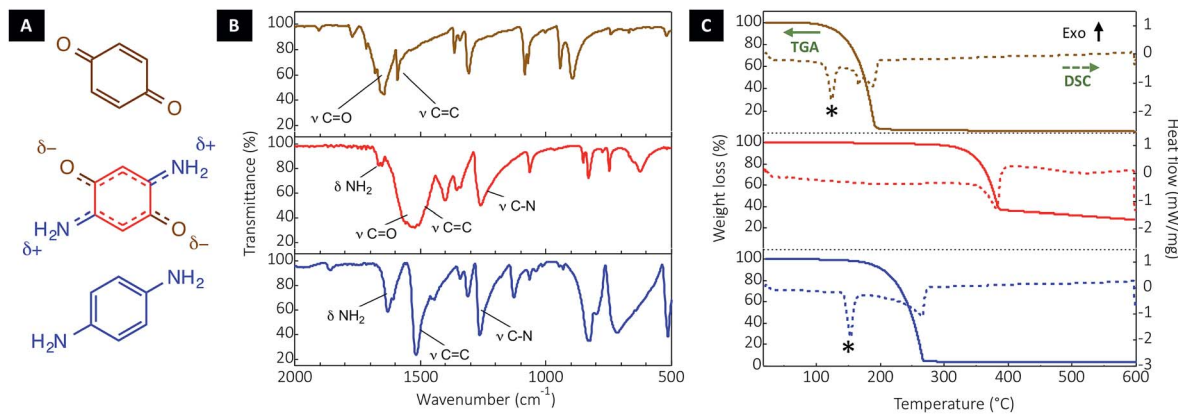 A
O
O
δ−
δ+
O
NH2
H2N
O
δ+
δ−
NH2
H2N
B
Transmittance (%)
100
80
60
40
ν C=O
ν C=C
100
80
60
40
20
δ NH2
ν C=O
ν C=C
ν C-N
100
80
60
40
20
0
δ NH2
ν C=C
ν C-N
2000
1500
1000
500
Wavenumber (cm-1)
C
Weight loss (%)
100
80
60
40
20
TGA
*
Exo
DSC
1
0
-1
-2
100
80
60
40
20
1
0
-1
-2
100
80
60
40
20
0
*
1
0
-1
-2
-3
Heat flow (mW/mg)
100
200
300
400
500
600
Temperature (°C)